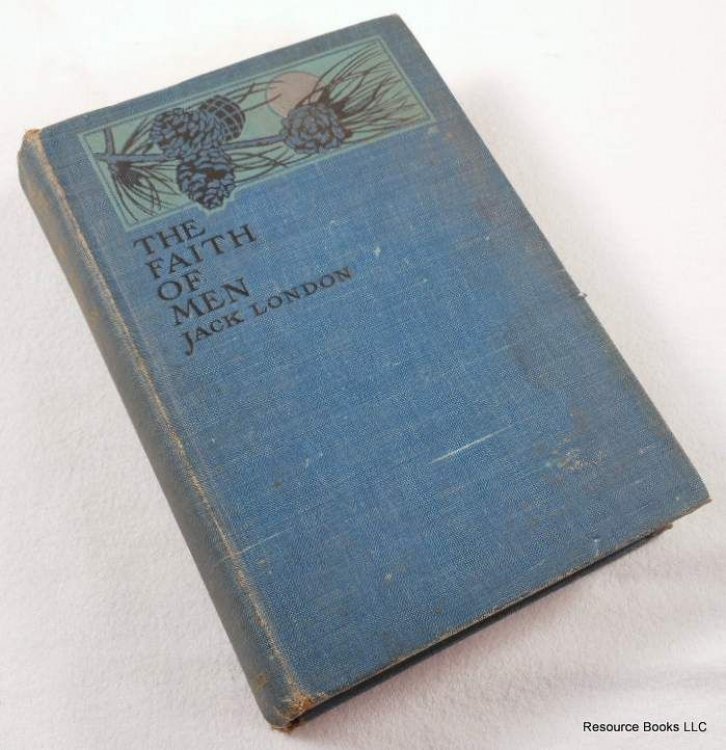 THE
FAITH
OF
MEN
JACK LONDON
Resource Books LLC